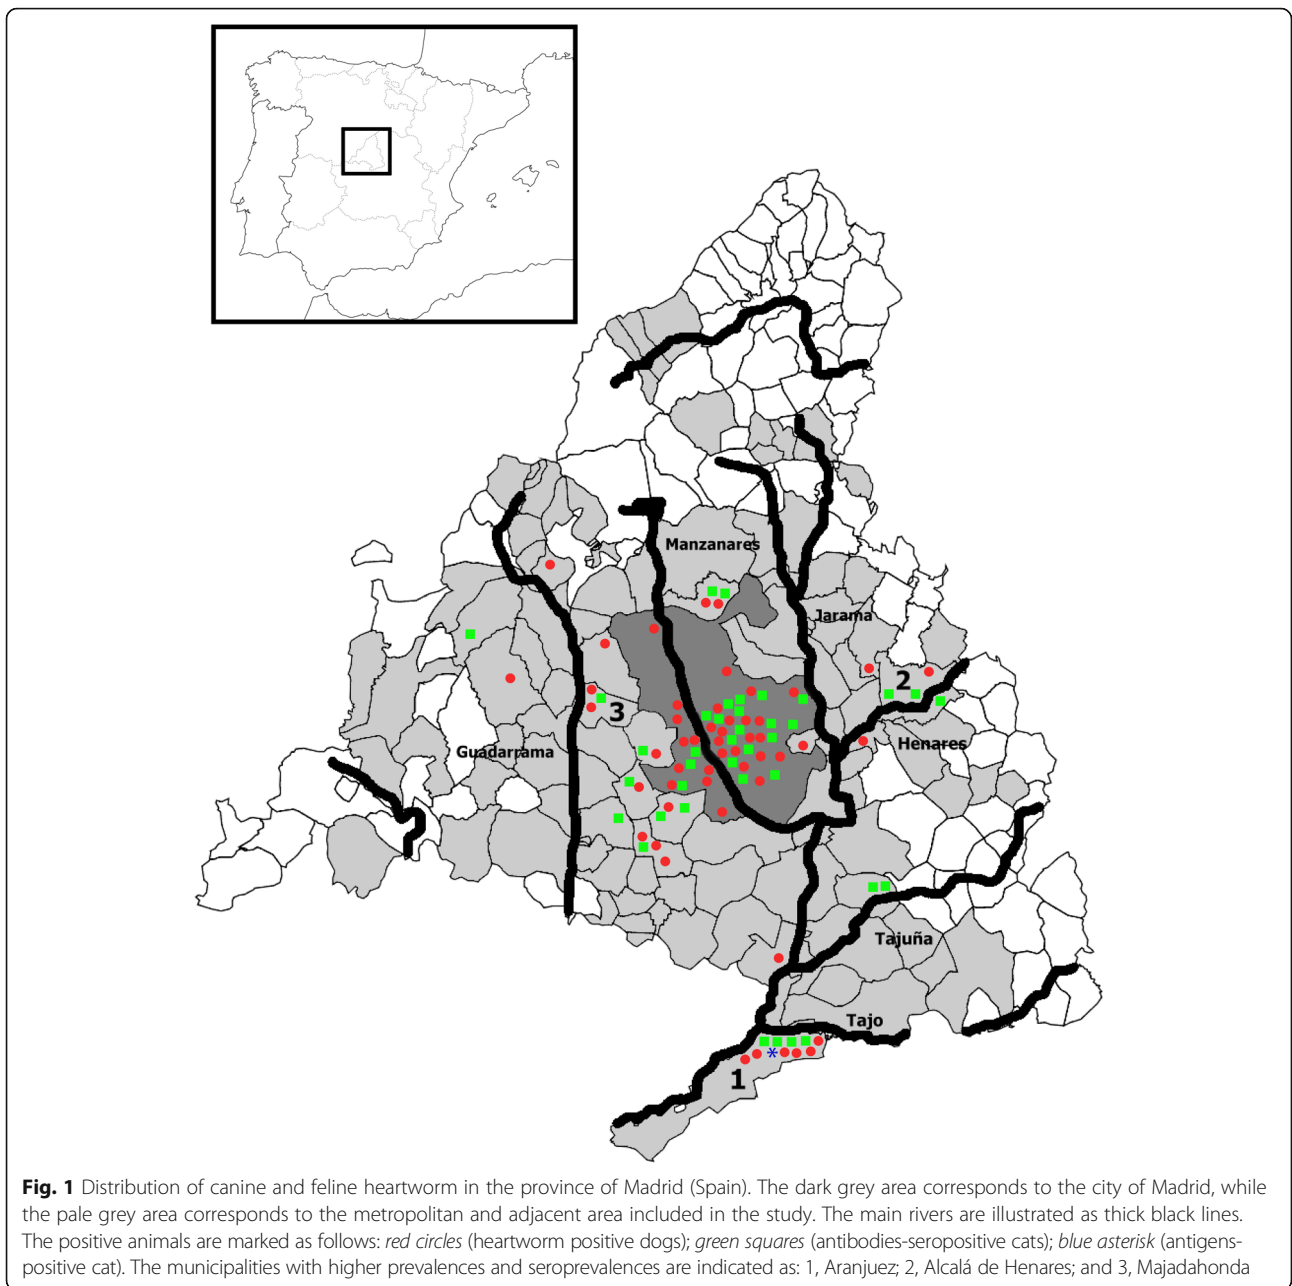 Manzanares
Jarama
2
3
Henares
Guadarrama
Tajuña
Tajo
1
Fig. 1 Distribution of canine and feline heartworm in the province of Madrid (Spain). The dark grey area corresponds to the city of Madrid, while
the pale grey area corresponds to the metropolitan and adjacent area included in the study. The main rivers are illustrated as thick black lines.
The positive animals are marked as follows: red circles (heartworm positive dogs); green squares (antibodies-seropositive cats); blue asterisk (antigens-
positive cat). The municipalities with higher prevalences and seroprevalences are indicated as: 1, Aranjuez; 2, Alcalá de Henares; and 3, Majadahonda